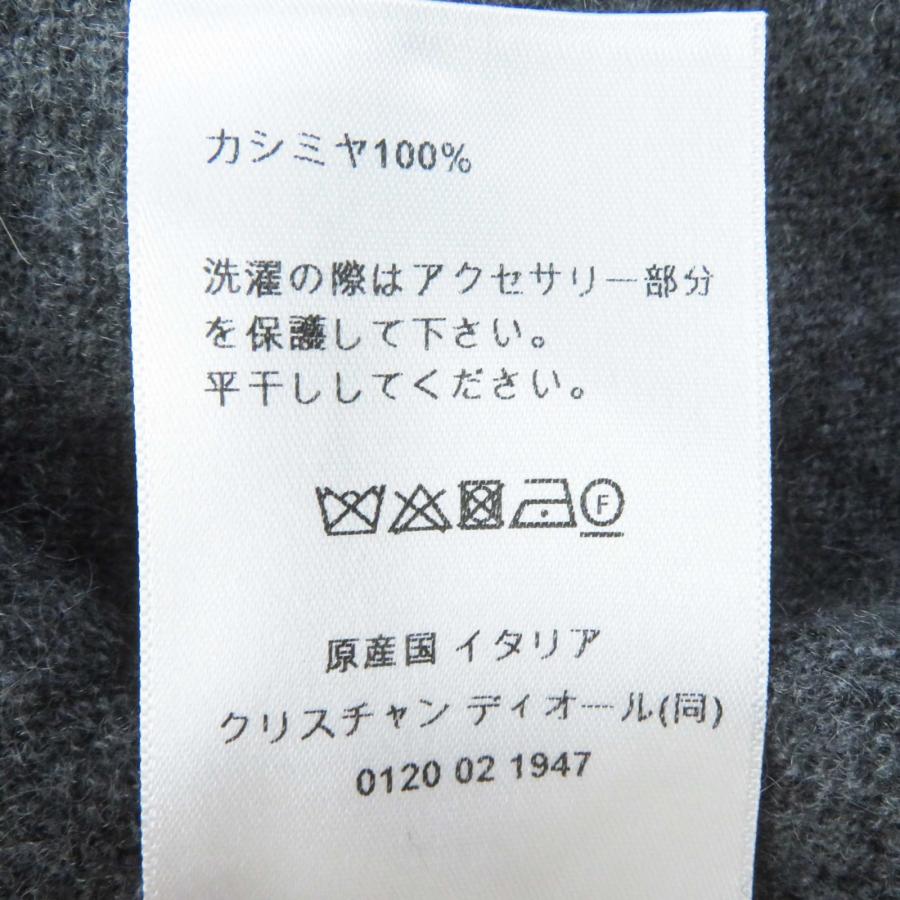 カシミヤ100%
洗濯の際はアクセサリー部分
を保護して下さい。
平干ししてください。
F
原産国 イタリア
クリスチャン ディオール(同)
0120 02 1947